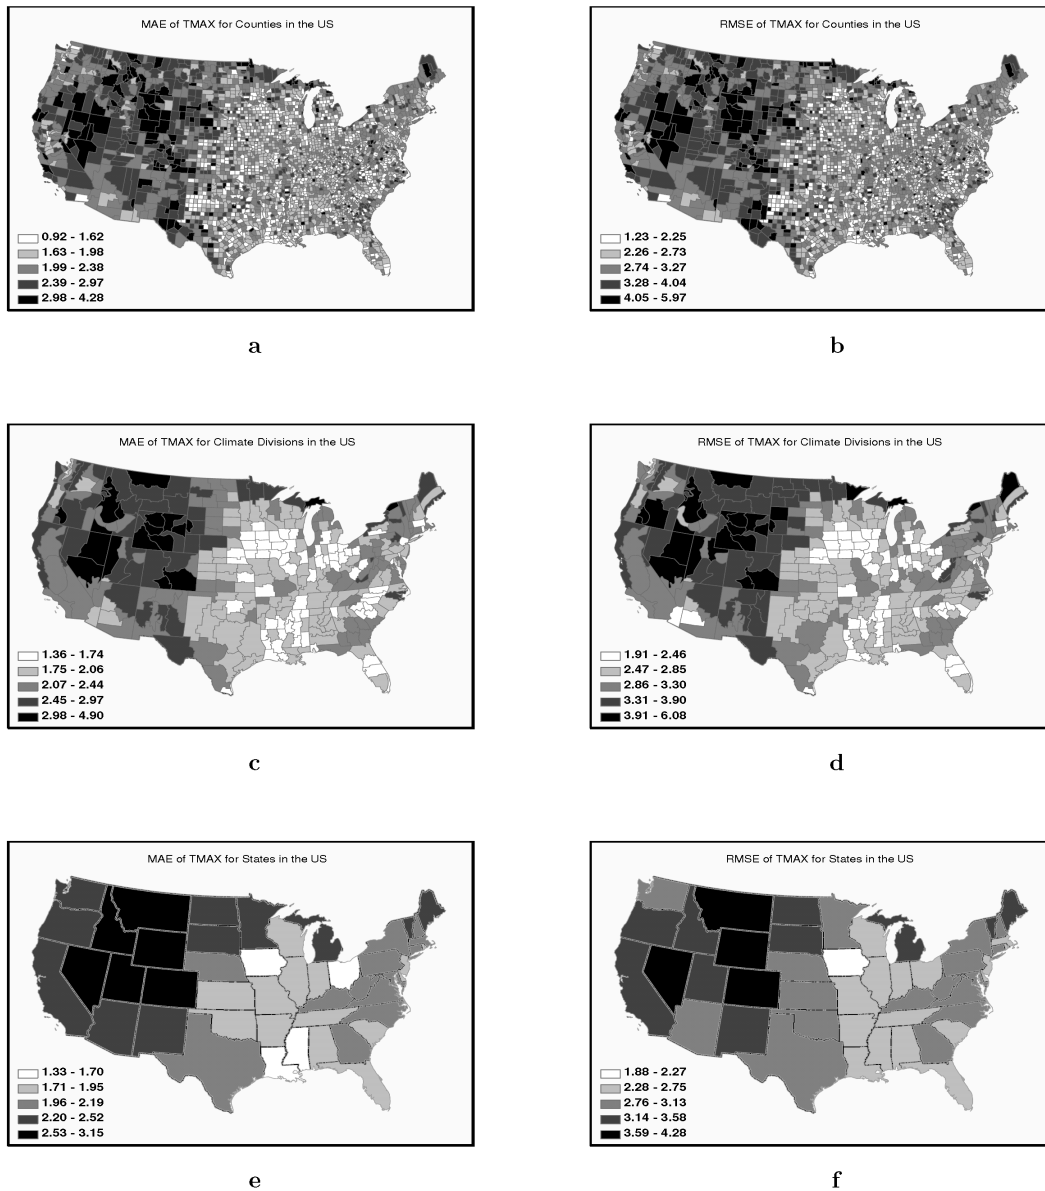 MAE of TMAX for Counties in the US
0.92 - 1.62
1.63 - 1.98
1.99 - 2.38
2.39 - 2.97
2.98 - 4.28
a
RMSE of TMAX for Counties in the US
1.23 - 2.25
2.26 - 2.73
2.74 - 3.27
3.28 - 4.04
4.05 - 5.97
b
MAE of TMAX for Climate Divisions in the US
1.36 - 1.74
1.75 - 2.06
2.07 - 2.44
2.45 - 2.97
2.98 - 4.90
c
RMSE of TMAX for Climate Divisions in the US
1.91 - 2.46
2.47 - 2.85
2.86 - 3.30
3.31 - 3.90
3.91 - 6.08
d
MAE of TMAX for States in the US
1.33 - 1.70
1.71 - 1.95
1.96 - 2.19
2.20 - 2.52
2.53 - 3.15
e
RMSE of TMAX for States in the US
1.88 - 2.27
2.28 - 2.75
2.76 - 3.13
3.14 - 3.58
3.59 - 4.28
f